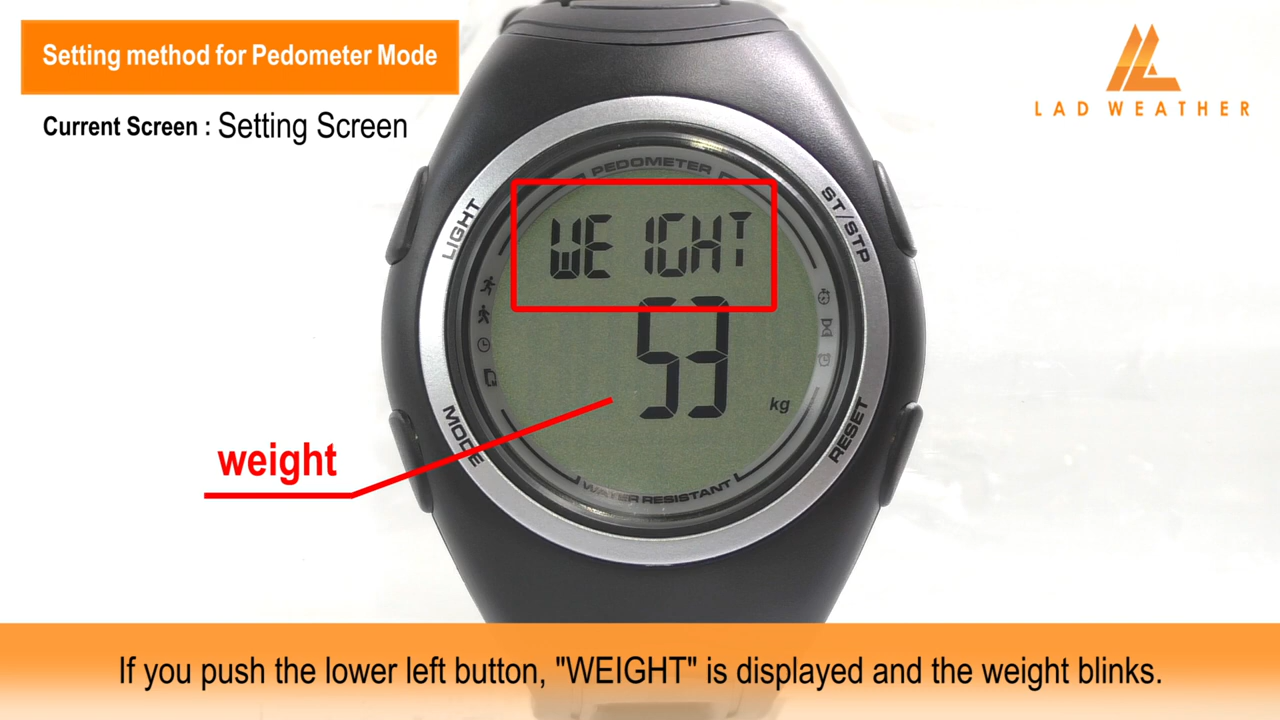 Setting method for Pedometer Mode
Current Screen : Setting Screen
LAD WEATHER
PEDOMETER
LIGHT
ST/STP
WEIGHT
53
kg
MODE
RESET
WATER RESISTANT
weight
If you push the lower left button, "WEIGHT" is displayed and the weight blinks.